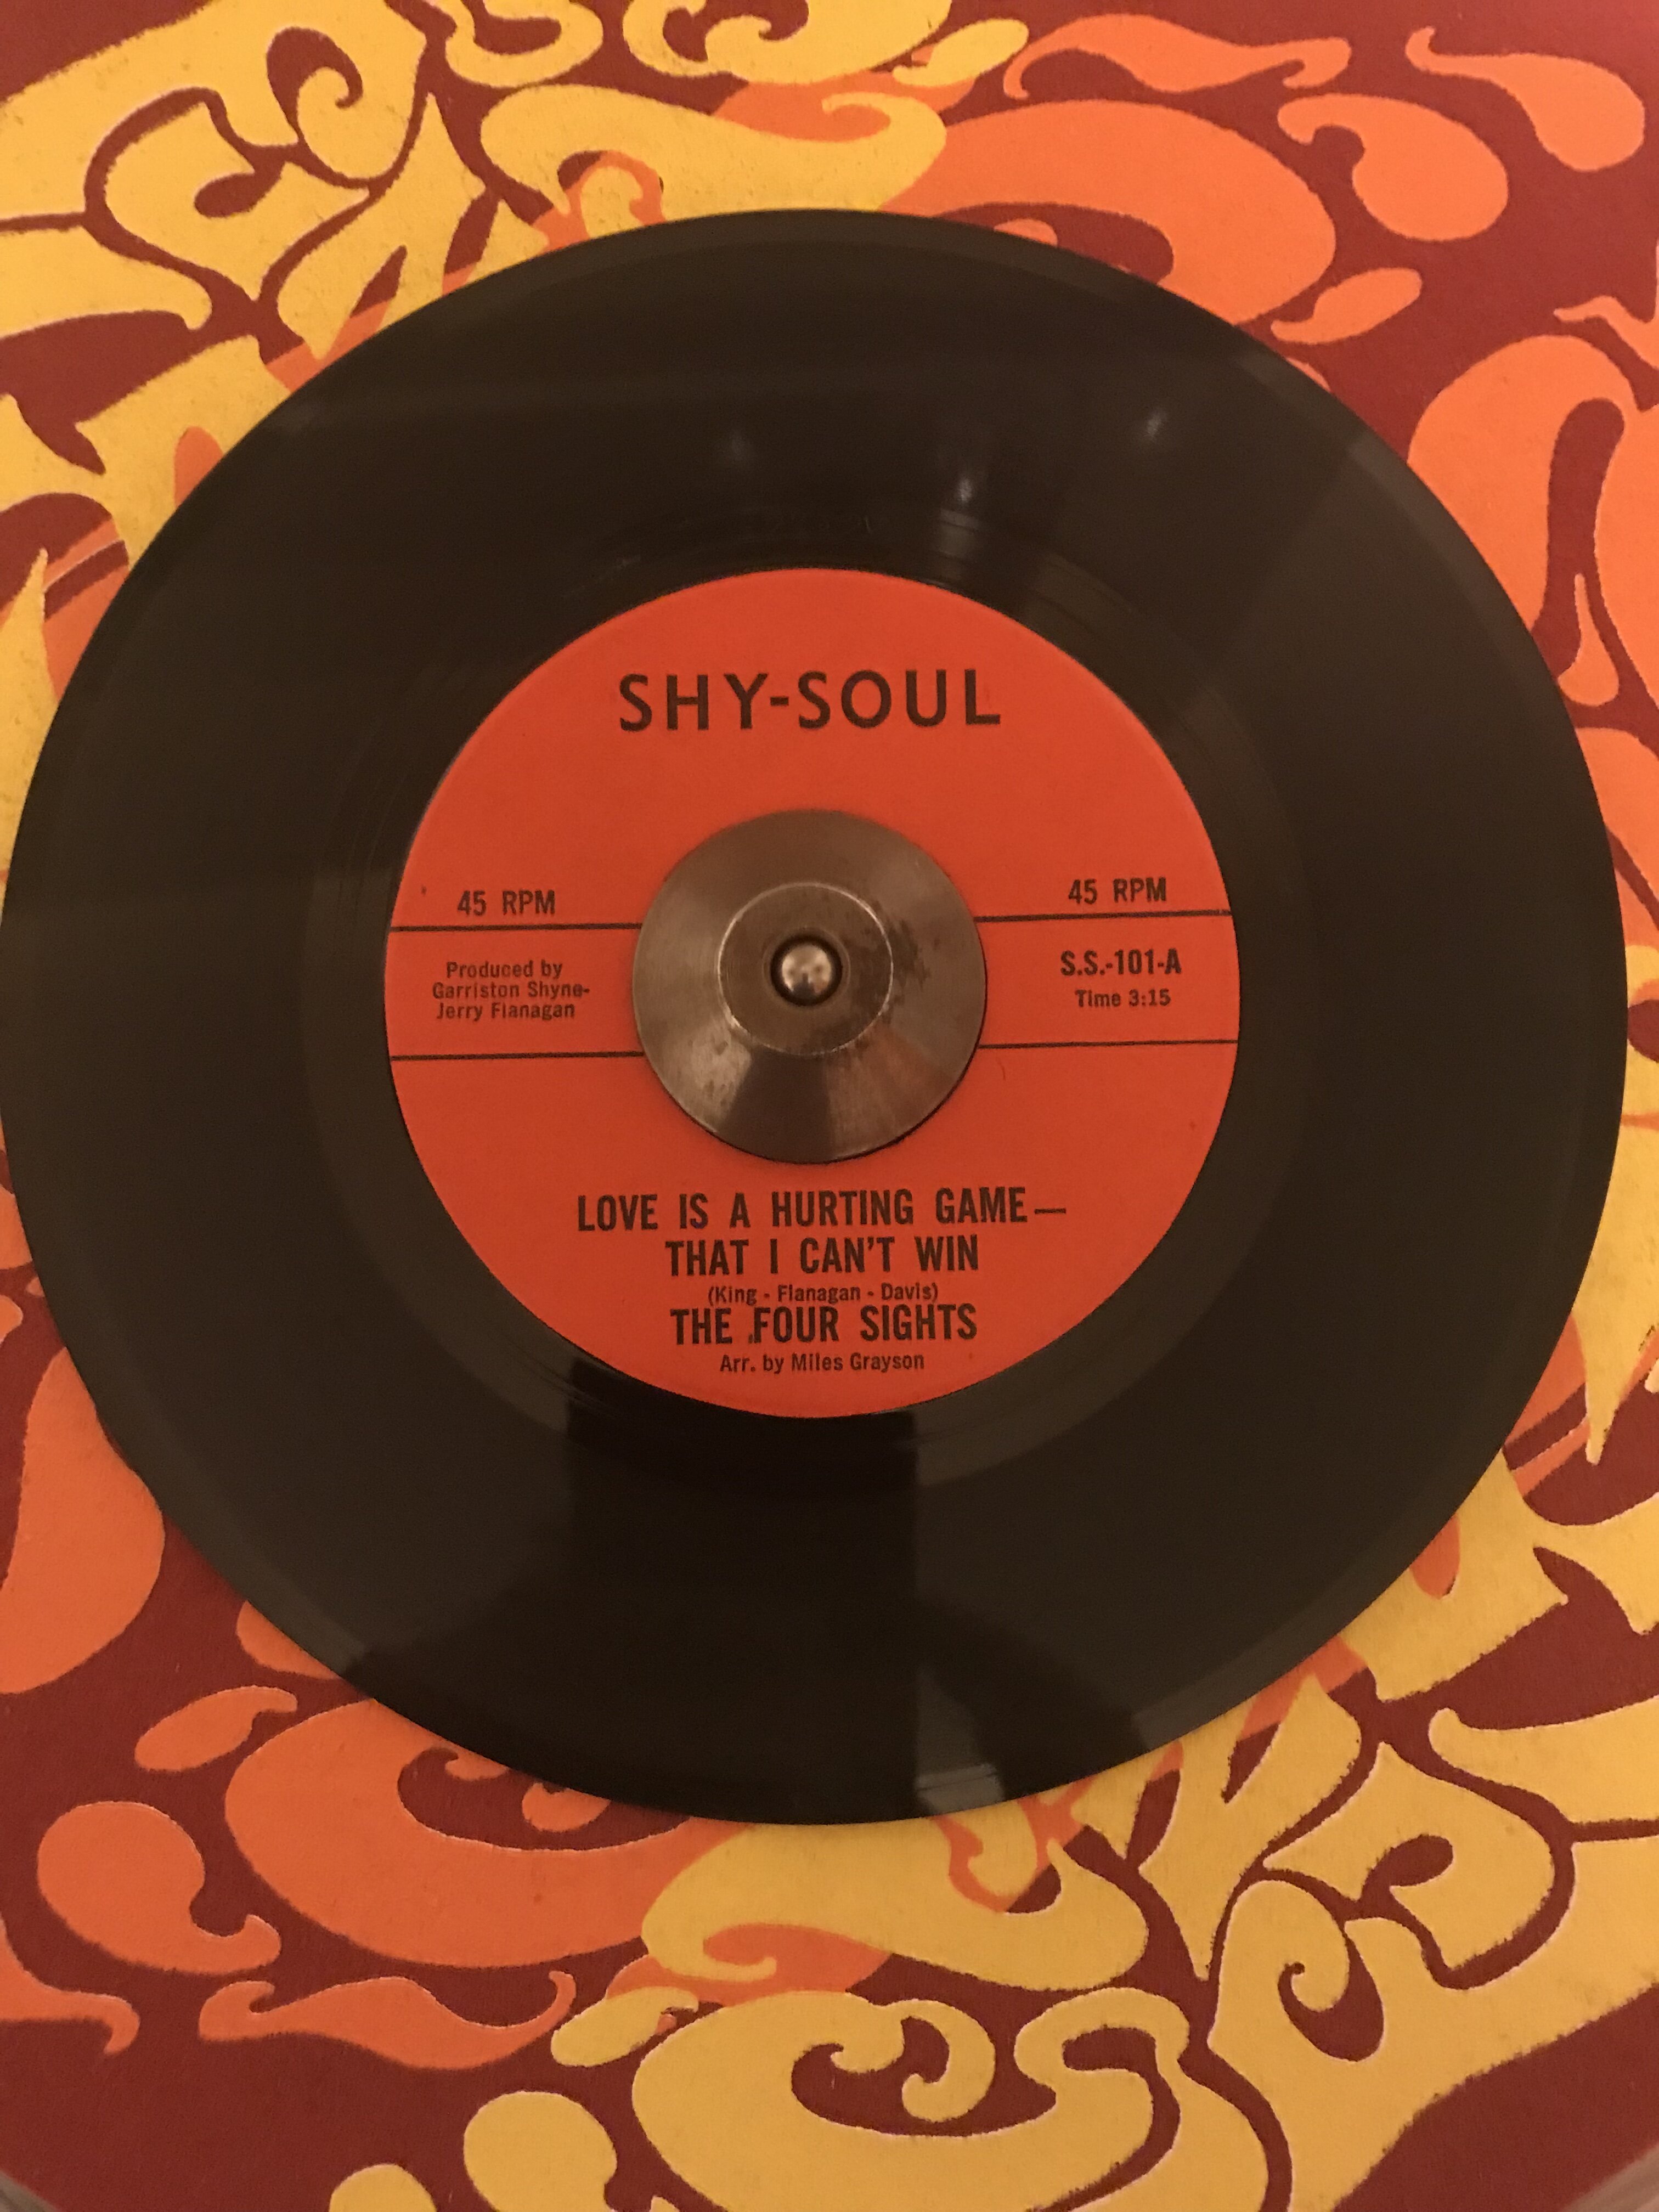 SHY-SOUL
45 RPM
45 RPM
Produced by
Garriston Shyne-
Jerry Flanagan
S.S.-101-A
Time 3:15
LOVE IS A HURTING GAME—
THAT I CAN'T WIN
(King - Flanagan - Davis)
THE FOUR SIGHTS
Arr. by Miles Grayson